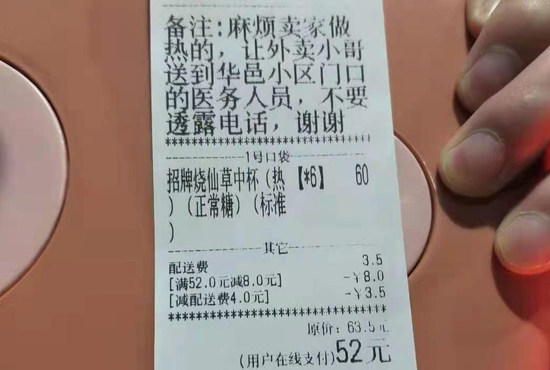 备注:麻烦卖家做
热的，让外卖小哥
送到华邑小区门口
的医务人员，不要
透露电话，谢谢
********************************
1号口袋
招牌烧仙草中杯（热 【*6】 60
）（正常糖）（标准
）
其它
配送费 3.5
[满52.0元减8.0元] -￥8.0
[减配送费4.0元] -￥3.5
********************************
原价: 63.5元
(用户在线支付)52元